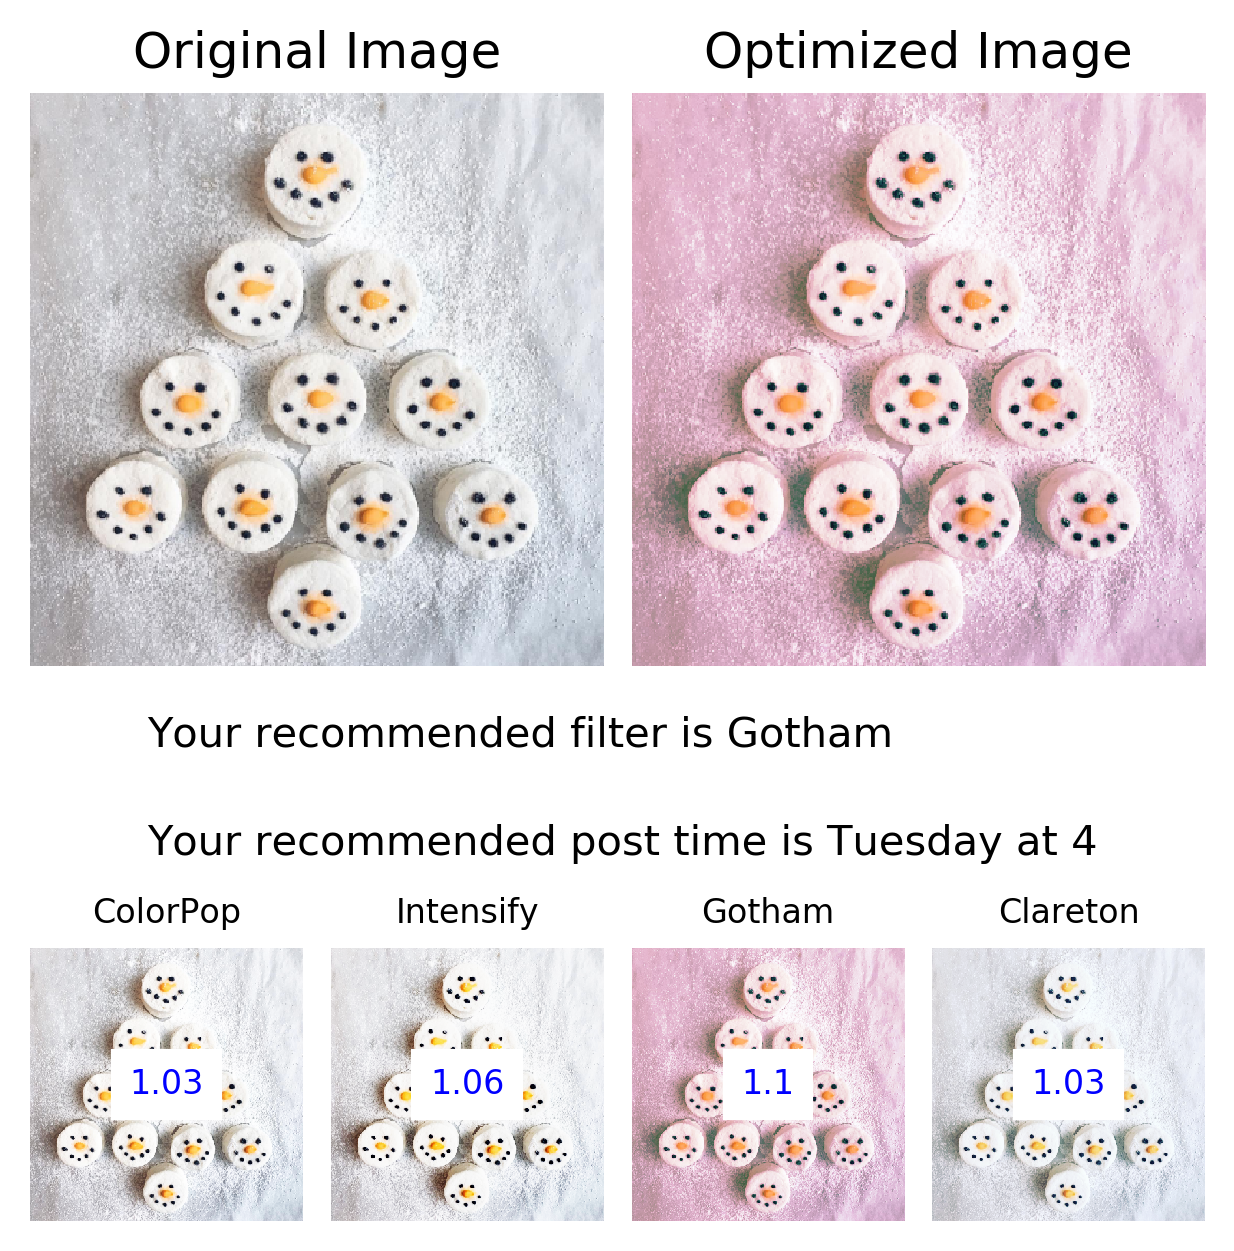 Original Image
Optimized Image
Your recommended filter is Gotham
Your recommended post time is Tuesday at 4
ColorPop
Intensify
Gotham
Clareton
1.03
1.06
1.1
1.03